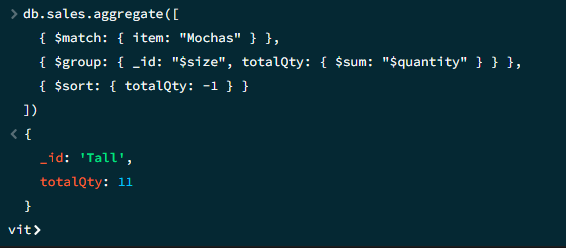 > db.sales.aggregate([
{ $match: { item: "Mochas" } },
{ $group: { _id: "$size", totalQty: { $sum: "$quantity" } } },
{ $sort: { totalQty: -1 } }
])
< {
_id: 'Tall',
totalQty: 11
}
vit>